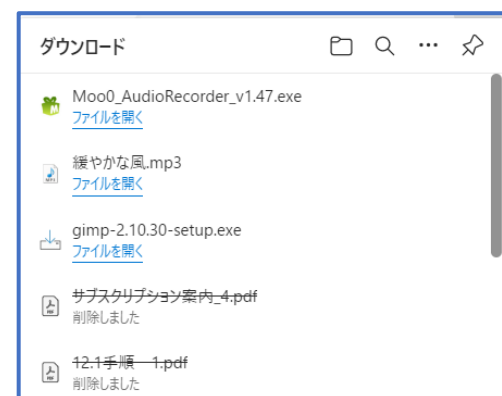 ダウンロード
Moo0_AudioRecorder_v1.47.exe
ファイルを開く
緩やかな風.mp3
ファイルを開く
gimp-2.10.30-setup.exe
ファイルを開く
サブスクリプション案内_4.pdf
削除しました
12.1手順　1.pdf
削除しました